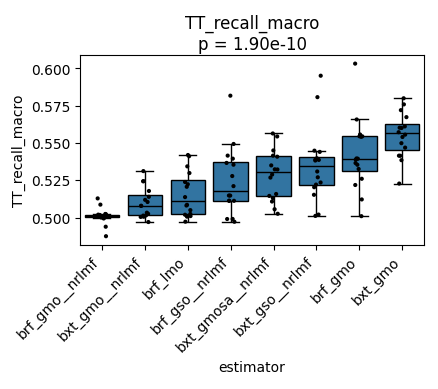 TT_recall_macro
p = 1.90e-10
TT_recall_macro
0.600
0.575
0.550
0.525
0.500
brf_gmo__nrlmf
bxt_gmo__nrlmf
brf_lmo
brf_gso__nrlmf
bxt_gmosa__nrlmf
bxt_gso__nrlmf
brf_gmo
bxt_gmo
estimator